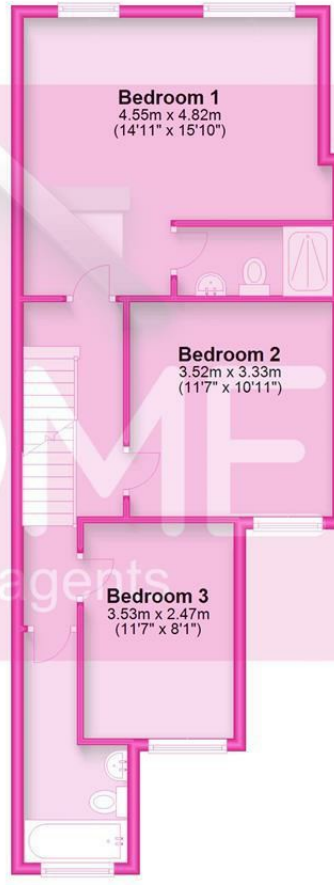 Bedroom 1
4.55m x 4.82m
(14'11" x 15'10")
Bedroom 2
3.52m x 3.33m
(11'7" x 10'11")
OME
agents
Bedroom 3
3.53m x 2.47m
(11'7" x 8'1")